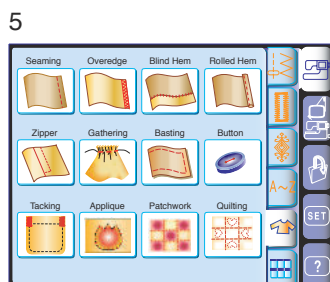 5
Seaming Overedge Blind Hem Rolled Hem
Zipper Gathering Basting Button
A~
SET
Tacking Applique Patchwork Quilting
?